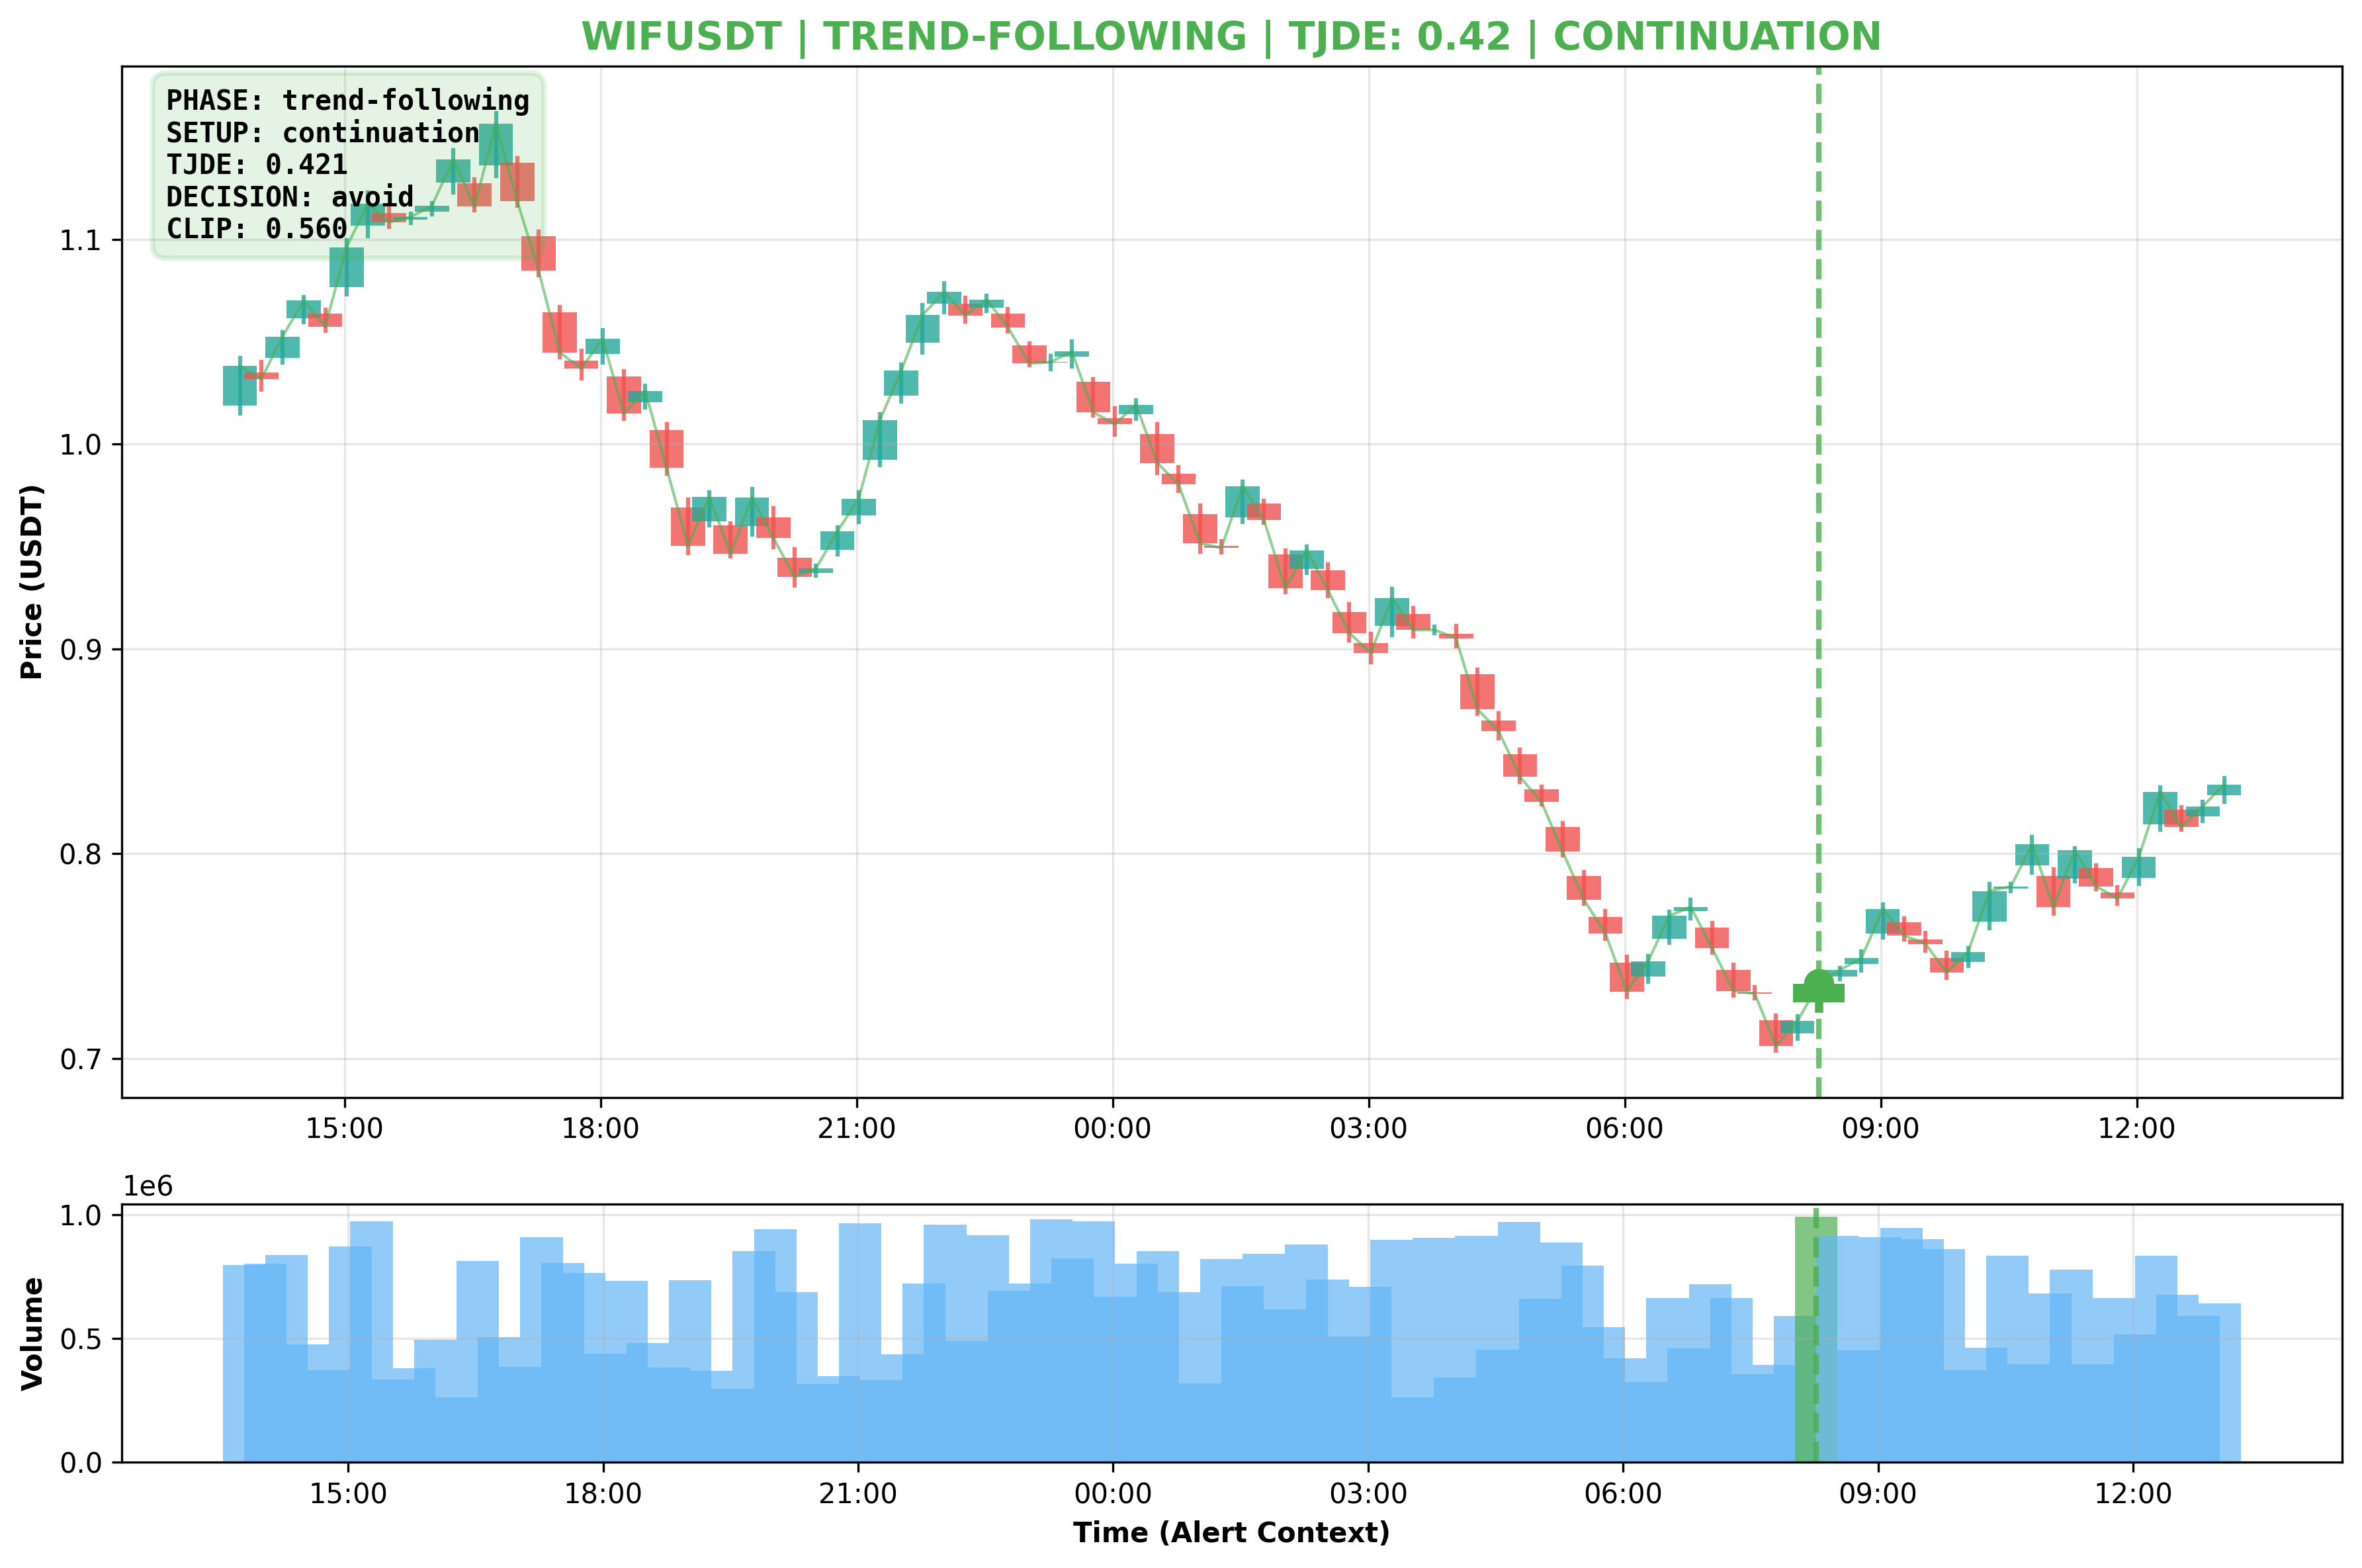 WIFUSDT | TREND-FOLLOWING | TJDE: 0.42 | CONTINUATION
PHASE: trend-following
SETUP: continuation
TJDE: 0.421
DECISION: avoid
CLIP: 0.560
Price (USDT)
1.1
1.0
0.9
0.8
0.7
15:00 18:00 21:00 00:00 03:00 06:00 09:00 12:00
1e6
Volume
1.0
0.5
0.0
15:00 18:00 21:00 00:00 03:00 06:00 09:00 12:00
Time (Alert Context)